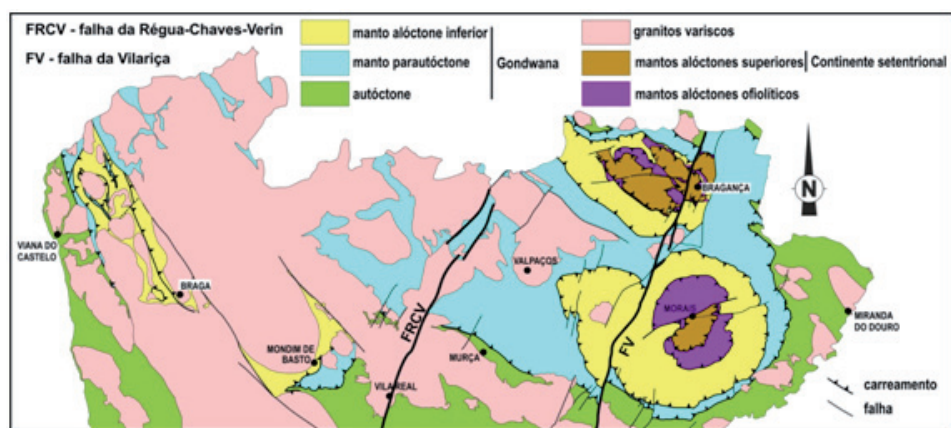 FRCV - falha da Régua-Chaves-Verin
FV - falha da Vilariça
manto alóctone inferior
manto parautóctone
autóctone
Gondwana
granitos variscos
mantos alóctones superiores
mantos alóctones ofiolíticos
Continente setentrional
N
BRAGANÇA
VIANA DO
CASTELO
VALPAÇOS
BRAGA
FRCV
MORAIS
MIRANDA
DO DOURO
MONDIM DE
BASTO
MURÇA
FV
VILA REAL
carreamento
falha